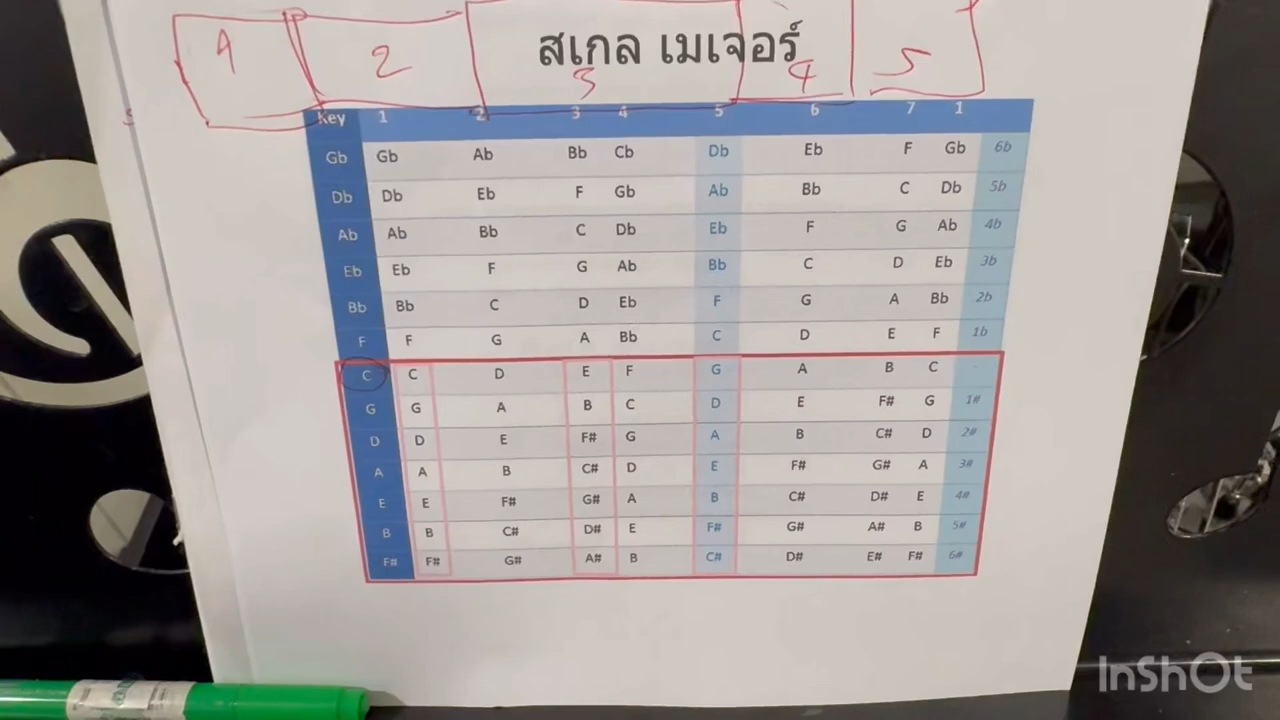 1 2 3 4 5
สเกล เมเจอร์
Key 1 2 3 4 5 6 7 1
Gb Gb Ab Bb Cb Db Eb F Gb 6b
Db Db Eb F Gb Ab Bb C Db 5b
Ab Ab Bb C Db Eb F G Ab 4b
Eb Eb F G Ab Bb C D Eb 3b
Bb Bb C D Eb F G A Bb 2b
F F G A Bb C D E F 1b
C C D E F G A B C
G G A B C D E F# G 1#
D D E F# G A B C# D 2#
A A B C# D E F# G# A 3#
E E F# G# A B C# D# E 4#
B B C# D# E F# G# A# B 5#
F# F# G# A# B C# D# E# F# 6#
InShOt